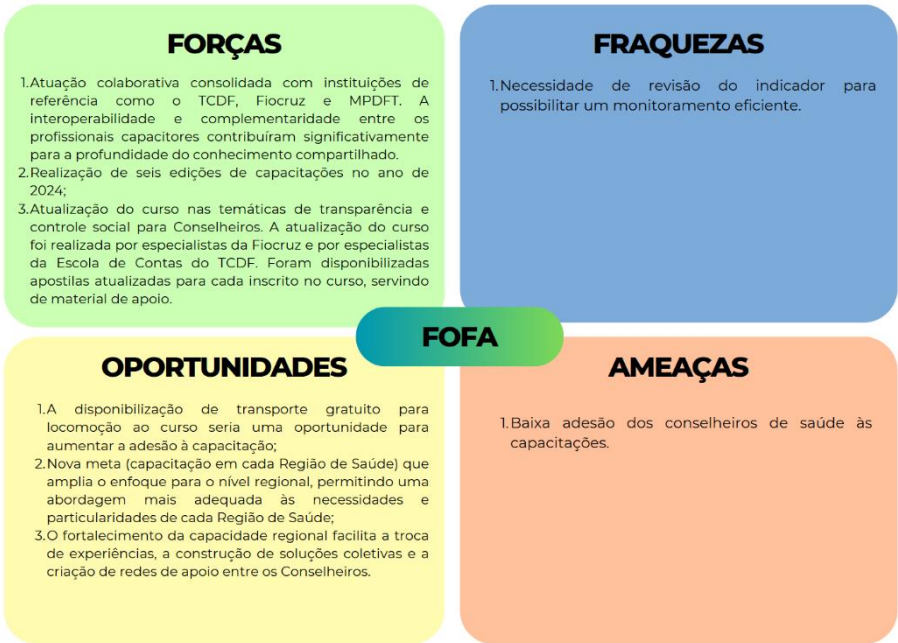 FORÇAS
1.Atuação colaborativa consolidada com instituições de
referência como o TCDF, Fiocruz e MPDFT. A
interoperabilidade e complementaridade entre os
profissionais capacitores contribuíram significativamente
para a profundidade do conhecimento compartilhado.
2.Realização de seis edições de capacitações no ano de
2024;
3.Atualização do curso nas temáticas de transparência e
controle social para Conselheiros. A atualização do curso
foi realizada por especialistas da Fiocruz e por especialistas
da Escola de Contas do TCDF. Foram disponibilizadas
apostilas atualizadas para cada inscrito no curso, servindo
de material de apoio.
FRAQUEZAS
1.Necessidade de revisão do indicador para
possibilitar um monitoramento eficiente.
FOFA
OPORTUNIDADES
1.A disponibilização de transporte gratuito para
locomoção ao curso seria uma oportunidade para
aumentar a adesão à capacitação;
2.Nova meta (capacitação em cada Região de Saúde) que
amplia o enfoque para o nível regional, permitindo uma
abordagem mais adequada às necessidades e
particularidades de cada Região de Saúde;
3.O fortalecimento da capacidade regional facilita a troca
de experiências, a construção de soluções coletivas e a
criação de redes de apoio entre os Conselheiros.
AMEAÇAS
1.Baixa adesão dos conselheiros de saúde às
capacitações.